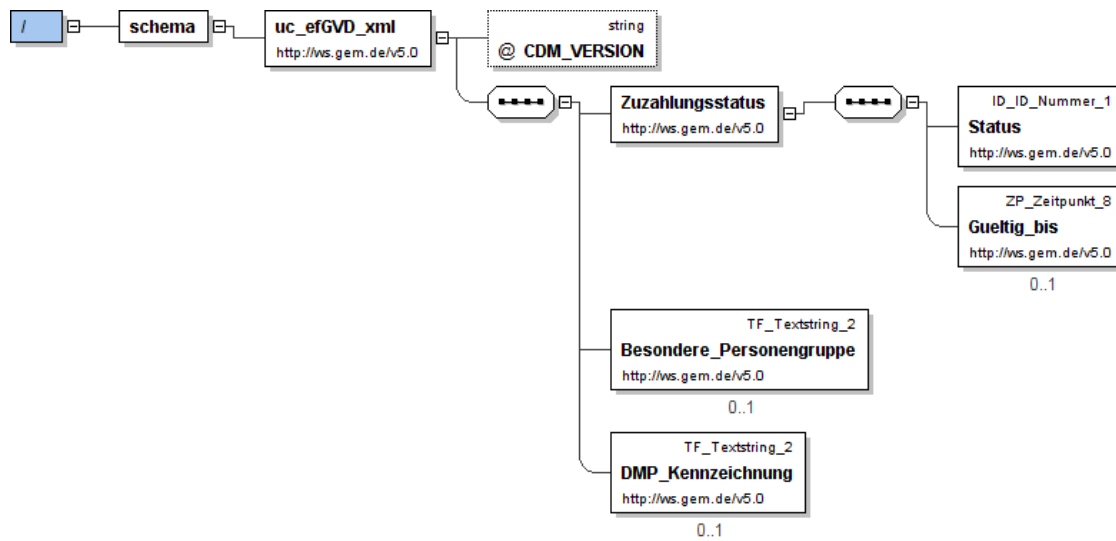 /
schema
uc_efGVD_xml
http://ws.gem.de/v5.0
string
@ CDM_VERSION
Zuzahlungsstatus
http://ws.gem.de/v5.0
ID_ID_Nummer_1
Status
http://ws.gem.de/v5.0
ZP_Zeitpunkt_8
Gueltig_bis
http://ws.gem.de/v5.0
0..1
TF_Textstring_2
Besondere_Personengruppe
http://ws.gem.de/v5.0
0..1
TF_Textstring_2
DMP_Kennzeichnung
http://ws.gem.de/v5.0
0..1